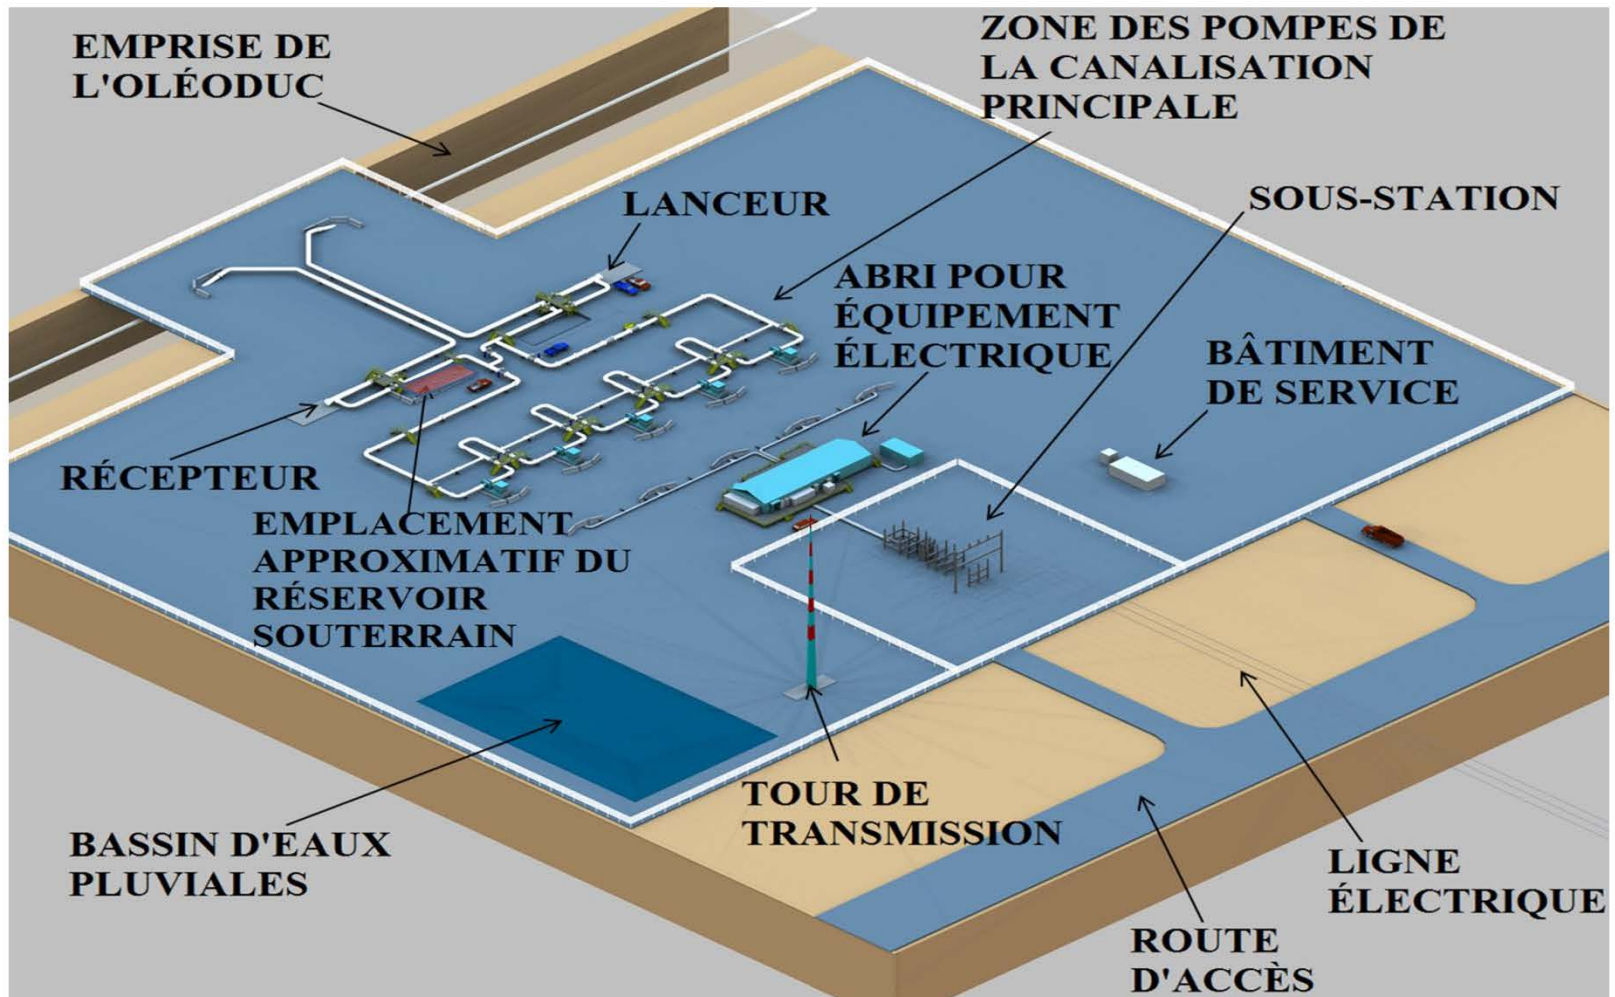 EMPRISE DE
L'OLÉODUC
ZONE DES POMPES DE
LA CANALISATION
PRINCIPALE
LANCEUR
SOUS-STATION
ABRI POUR
ÉQUIPEMENT
ÉLECTRIQUE
BÂTIMENT
DE SERVICE
RÉCEPTEUR
EMPLACEMENT
APPROXIMATIF DU
RÉSERVOIR
SOUTERRAIN
TOUR DE
TRANSMISSION
BASSIN D'EAUX
PLUVIALES
LIGNE
ÉLECTRIQUE
ROUTE
D'ACCÈS